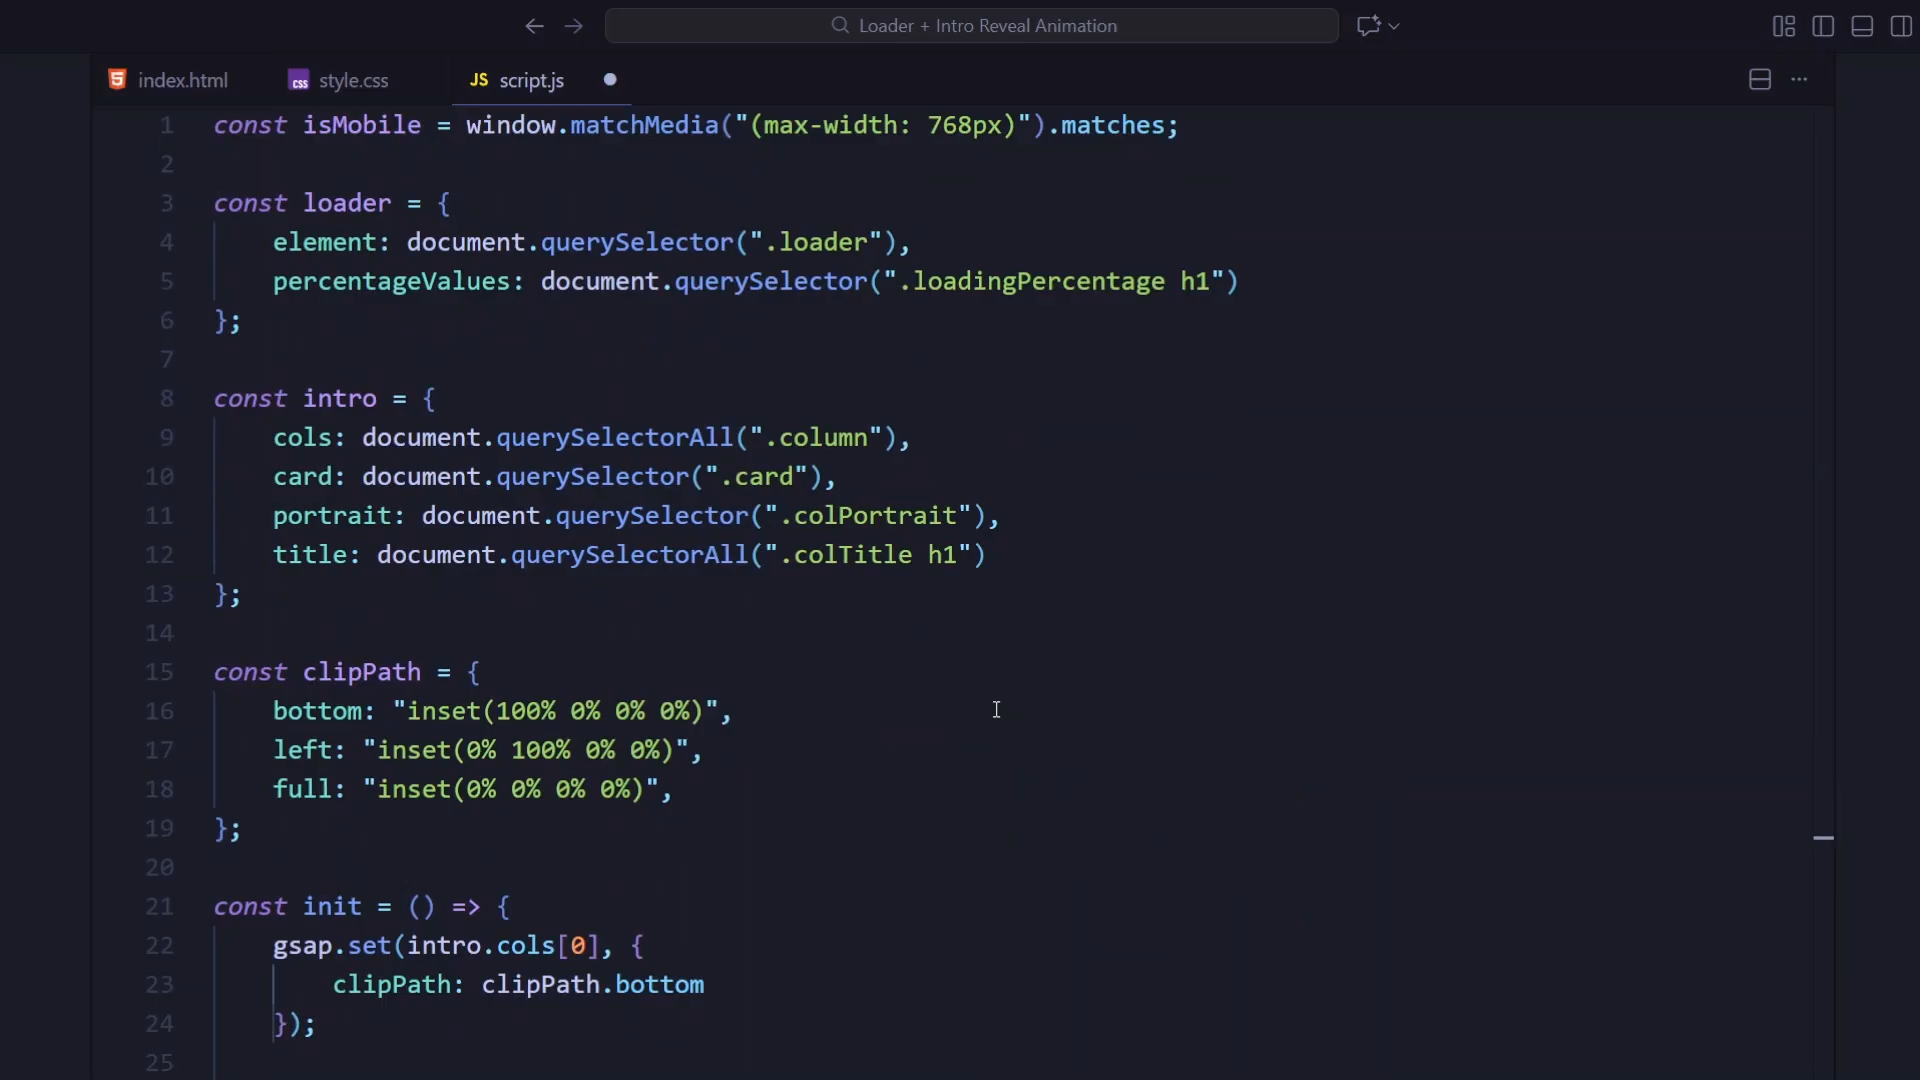 Loader + Intro Reveal Animation
index.html
style.css
JS script.js
1 const isMobile = window.matchMedia("(max-width: 768px)").matches;
2
3 const loader = {
4 element: document.querySelector(".loader"),
5 percentageValues: document.querySelector(".loadingPercentage h1")
6 };
7
8 const intro = {
9 cols: document.querySelectorAll(".column"),
10 card: document.querySelector(".card"),
11 portrait: document.querySelector(".colPortrait"),
12 title: document.querySelectorAll(".colTitle h1")
13 };
14
15 const clipPath = {
16 bottom: "inset(100% 0% 0% 0%)",
17 left: "inset(0% 100% 0% 0%)",
18 full: "inset(0% 0% 0% 0%)",
19 };
20
21 const init = () => {
22 gsap.set(intro.cols[0], {
23 clipPath: clipPath.bottom
24 });
25